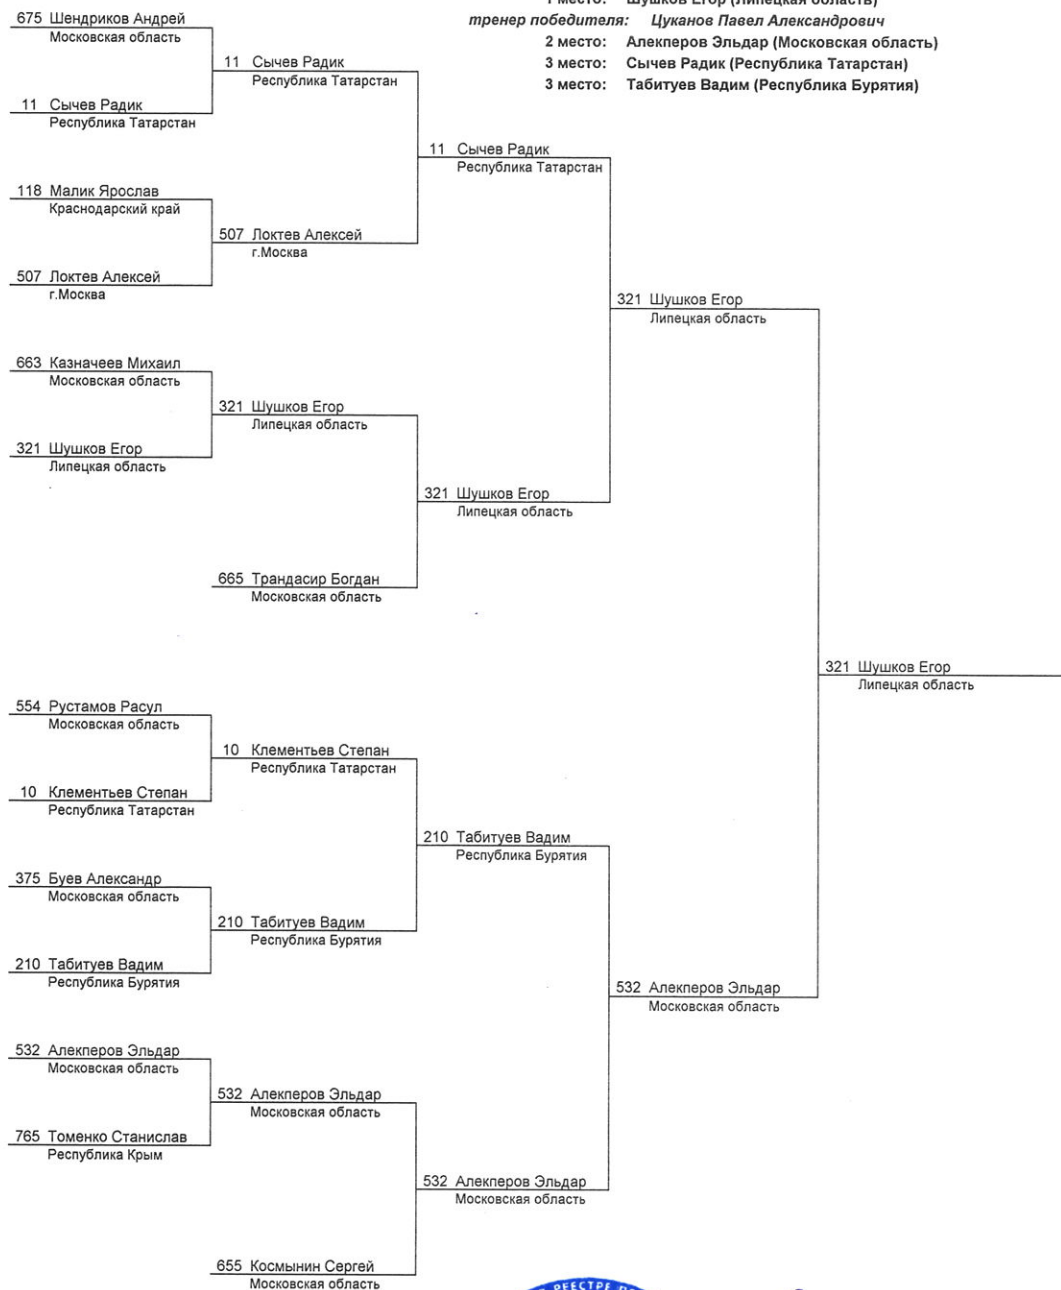 1 место: Шушков Егор (Липецкая область)
тренер победителя: Цуканов Павел Александрович
2 место: Алекперов Эльдар (Московская область)
3 место: Сычев Радик (Республика Татарстан)
3 место: Табитуев Вадим (Республика Бурятия)
675 Шендриков Андрей
Московская область
11 Сычев Радик
Республика Татарстан
11 Сычев Радик
Республика Татарстан
11 Сычев Радик
Республика Татарстан
118 Малик Ярослав
Краснодарский край
507 Локтев Алексей
г.Москва
507 Локтев Алексей
г.Москва
321 Шушков Егор
Липецкая область
663 Казначеев Михаил
Московская область
321 Шушков Егор
Липецкая область
321 Шушков Егор
Липецкая область
321 Шушков Егор
Липецкая область
665 Трандасир Богдан
Московская область
321 Шушков Егор
Липецкая область
554 Рустамов Расул
Московская область
10 Клементьев Степан
Республика Татарстан
10 Клементьев Степан
Республика Татарстан
210 Табитуев Вадим
Республика Бурятия
375 Буев Александр
Московская область
210 Табитуев Вадим
Республика Бурятия
210 Табитуев Вадим
Республика Бурятия
532 Алекперов Эльдар
Московская область
532 Алекперов Эльдар
Московская область
532 Алекперов Эльдар
Московская область
765 Томенко Станислав
Республика Крым
532 Алекперов Эльдар
Московская область
655 Космынин Сергей
Московская область
РЕЕСТРЕ